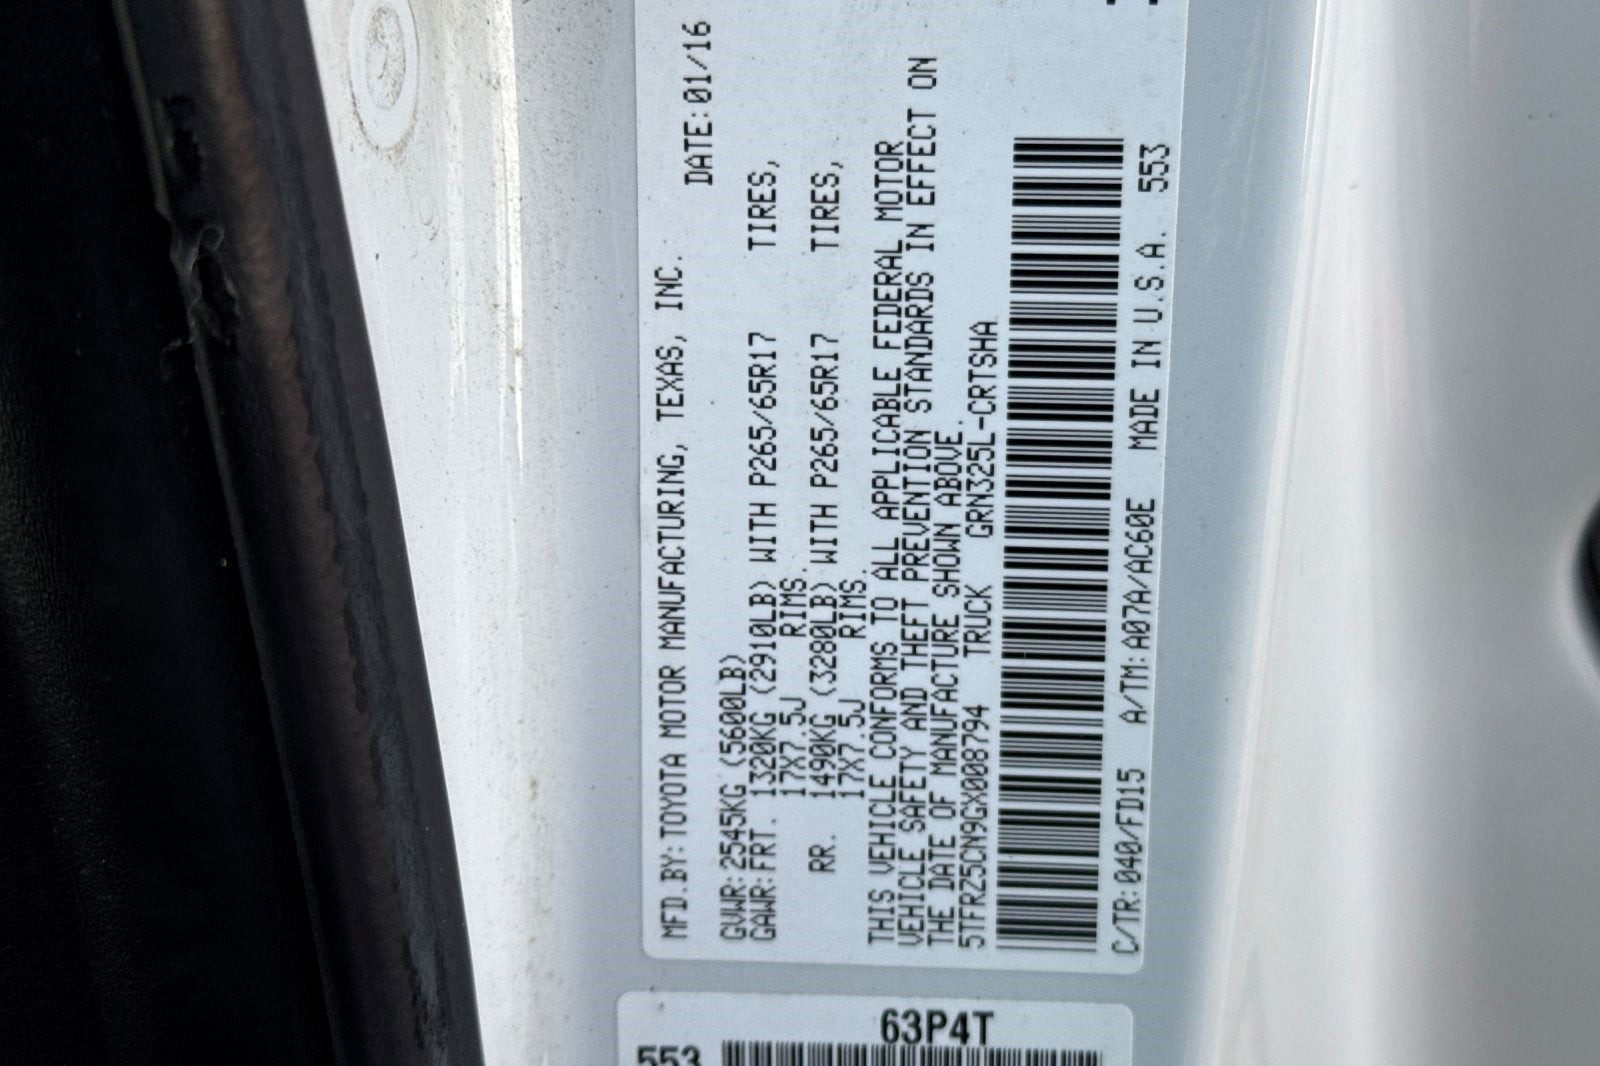 MFD.BY:TOYOTA MOTOR MANUFACTURING, TEXAS, INC.
DATE:01/16
GVWR:2545KG (5600LB)
GAWR:FRT. 1320KG (2910LB) WITH P265/65R17 TIRES,
17X7.5J RIMS.
RR. 1490KG (3280LB) WITH P265/65R17 TIRES,
17X7.5J RIMS.
THIS VEHICLE CONFORMS TO ALL APPLICABLE FEDERAL MOTOR
VEHICLE SAFETY AND THEFT PREVENTION STANDARDS IN EFFECT ON
THE DATE OF MANUFACTURE SHOWN ABOVE.
5TFRZ5CN9GX008794 TRUCK GRN325L-CRTSHA
C/TR:040/FD15 A/TM:A07A/AC60E MADE IN U.S.A. 553
63P4T
553